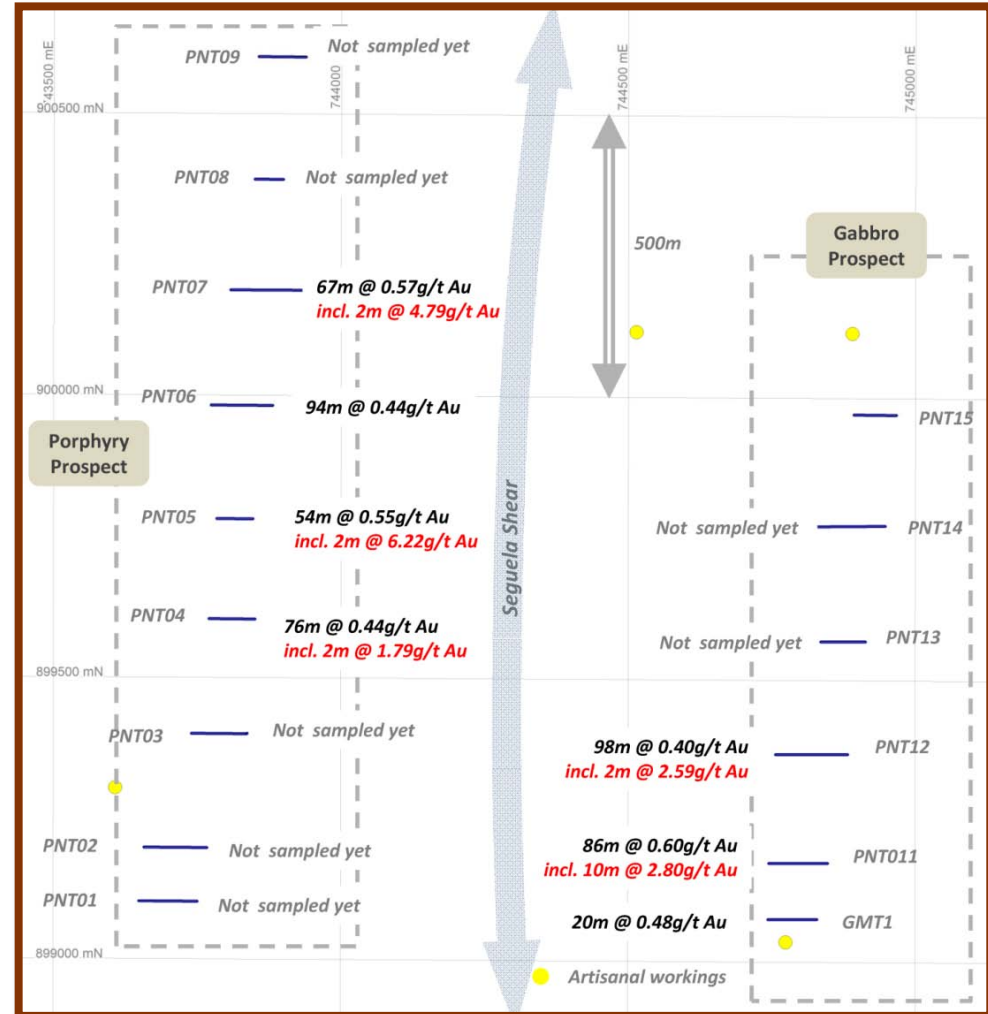 743500 mE
744000
744500 mE
745000
PNT09
Not sampled yet
900500 mN
PNT08
Not sampled yet
500m
Gabbro
Prospect
PNT07
67m @ 0.57g/t Au
incl. 2m @ 4.79g/t Au
900000 mN
PNT06
94m @ 0.44g/t Au
PNT15
Porphyry
Prospect
PNT05
54m @ 0.55g/t Au
incl. 2m @ 6.22g/t Au
Seguela Shear
Not sampled yet
PNT14
PNT04
76m @ 0.44g/t Au
incl. 2m @ 1.79g/t Au
Not sampled yet
PNT13
899500 mN
PNT03
Not sampled yet
98m @ 0.40g/t Au
incl. 2m @ 2.59g/t Au
PNT12
PNT02
Not sampled yet
86m @ 0.60g/t Au
incl. 10m @ 2.80g/t Au
PNT011
PNT01
Not sampled yet
20m @ 0.48g/t Au
GMT1
899000 mN
Artisanal workings